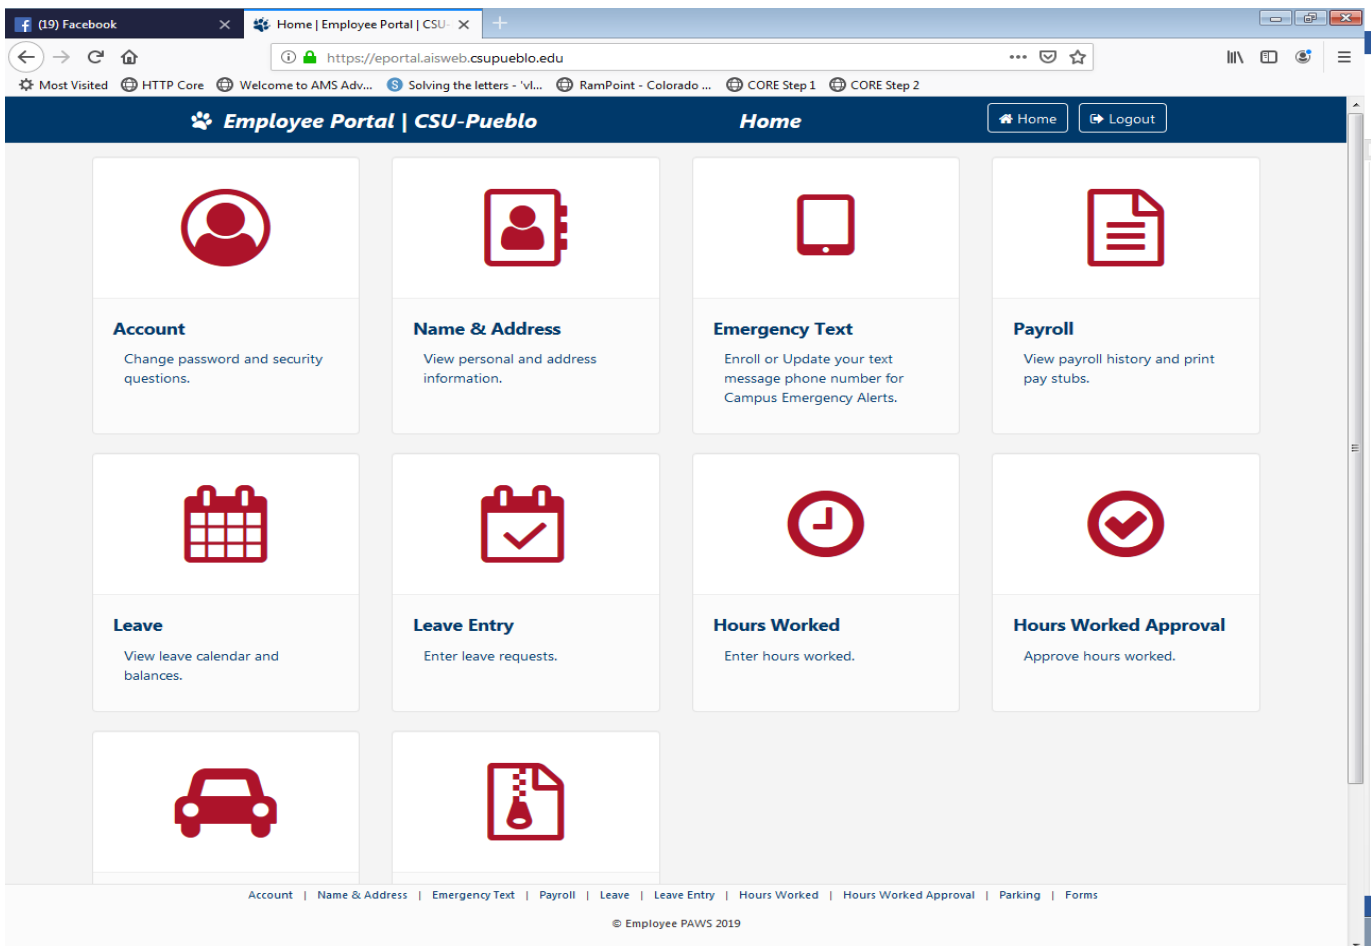 (19) Facebook
Home | Employee Portal | CSU-
https://eportal.aisweb.csupueblo.edu
Most Visited
HTTP Core
Welcome to AMS Adv...
Solving the letters - 'vl...
RamPoint - Colorado ...
CORE Step 1
CORE Step 2
Employee Portal | CSU-Pueblo
Home
Home
Logout
Account
Change password and security
questions.
Name & Address
View personal and address
information.
Emergency Text
Enroll or Update your text
message phone number for
Campus Emergency Alerts.
Payroll
View payroll history and print
pay stubs.
Leave
View leave calendar and
balances.
Leave Entry
Enter leave requests.
Hours Worked
Enter hours worked.
Hours Worked Approval
Approve hours worked.
Account | Name & Address | Emergency Text | Payroll | Leave | Leave Entry | Hours Worked | Hours Worked Approval | Parking | Forms
© Employee PAWS 2019